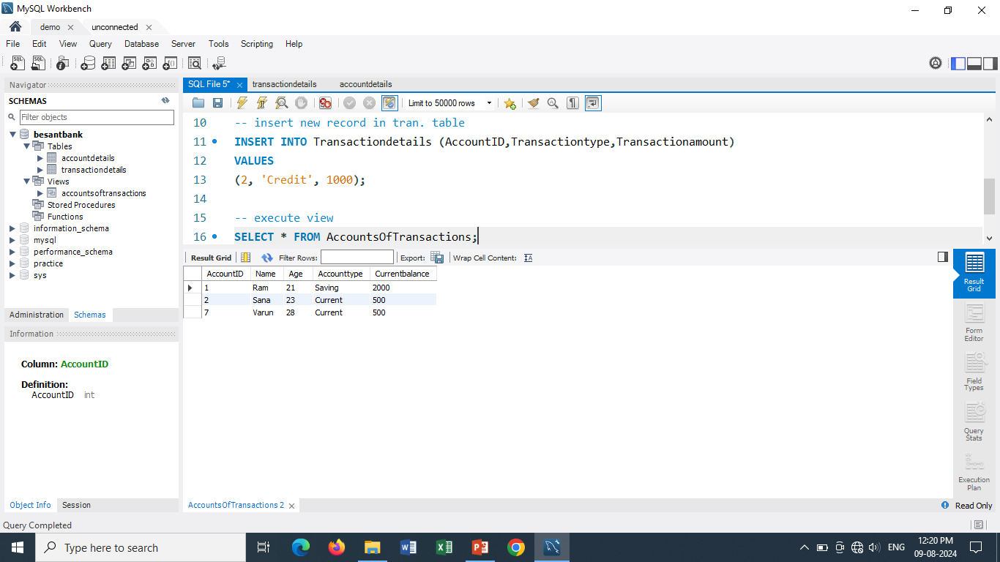 MySQL Workbench
demo
unconnected
File Edit View Query Database Server Tools Scripting Help
Navigator
SCHEMAS
Filter objects
besantbank
Tables
accountdetails
transactiondetails
Views
accountsoftransactions
Stored Procedures
Functions
information_schema
mysql
performance_schema
practice
sys
Administration Schemas
Information
Column: AccountID
Definition:
AccountID int
Object Info Session
SQL File 5* transactiondetails accountdetails
Limit to 50000 rows
10 -- insert new record in tran. table
11 INSERT INTO Transactiondetails (AccountID,Transactiontype,Transactionamount)
12 VALUES
13 (2, 'Credit', 1000);
14
15 -- execute view
16 SELECT * FROM AccountsOfTransactions;
Result Grid Filter Rows: Export: Wrap Cell Content:
AccountID Name Age Accounttype Currentbalance
1 Ram 21 Saving 2000
2 Sana 23 Current 500
7 Varun 28 Current 500
Result
Grid
Form
Editor
Field
Types
Query
Stats
Execution
Plan
AccountsOfTransactions 2
Read Only
Query Completed
Type here to search
ENG
12:20 PM
09-08-2024